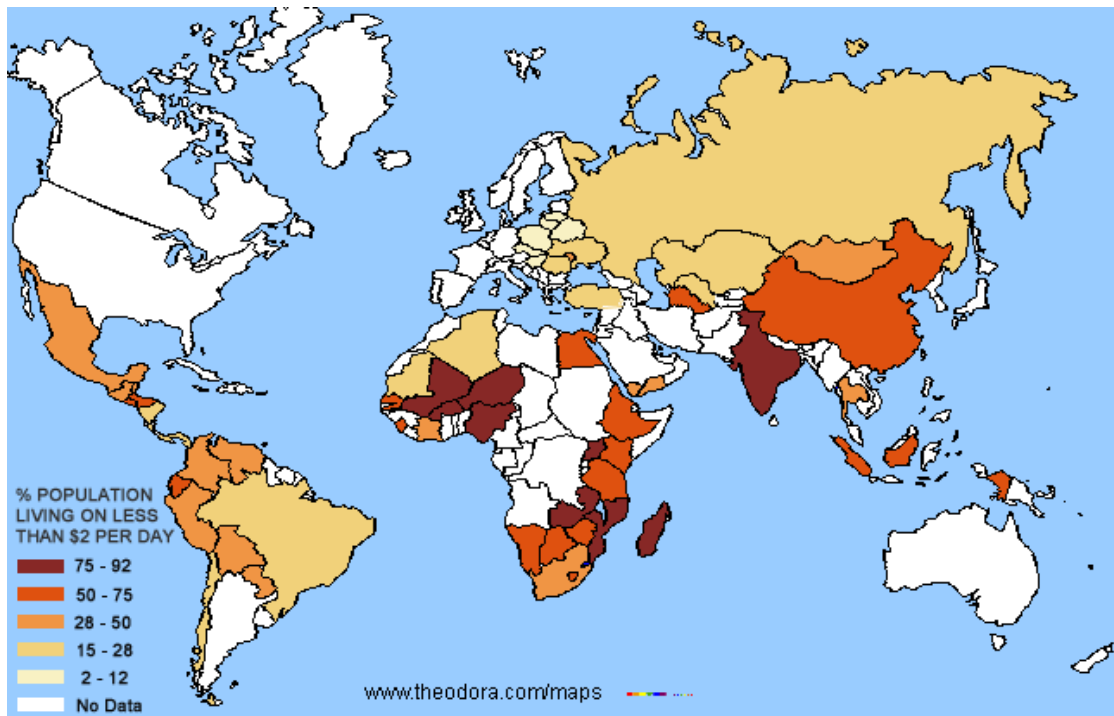 % POPULATION
LIVING ON LESS
THAN $2 PER DAY
75 - 92
50 - 75
28 - 50
15 - 28
2 - 12
No Data
www.theodora.com/maps